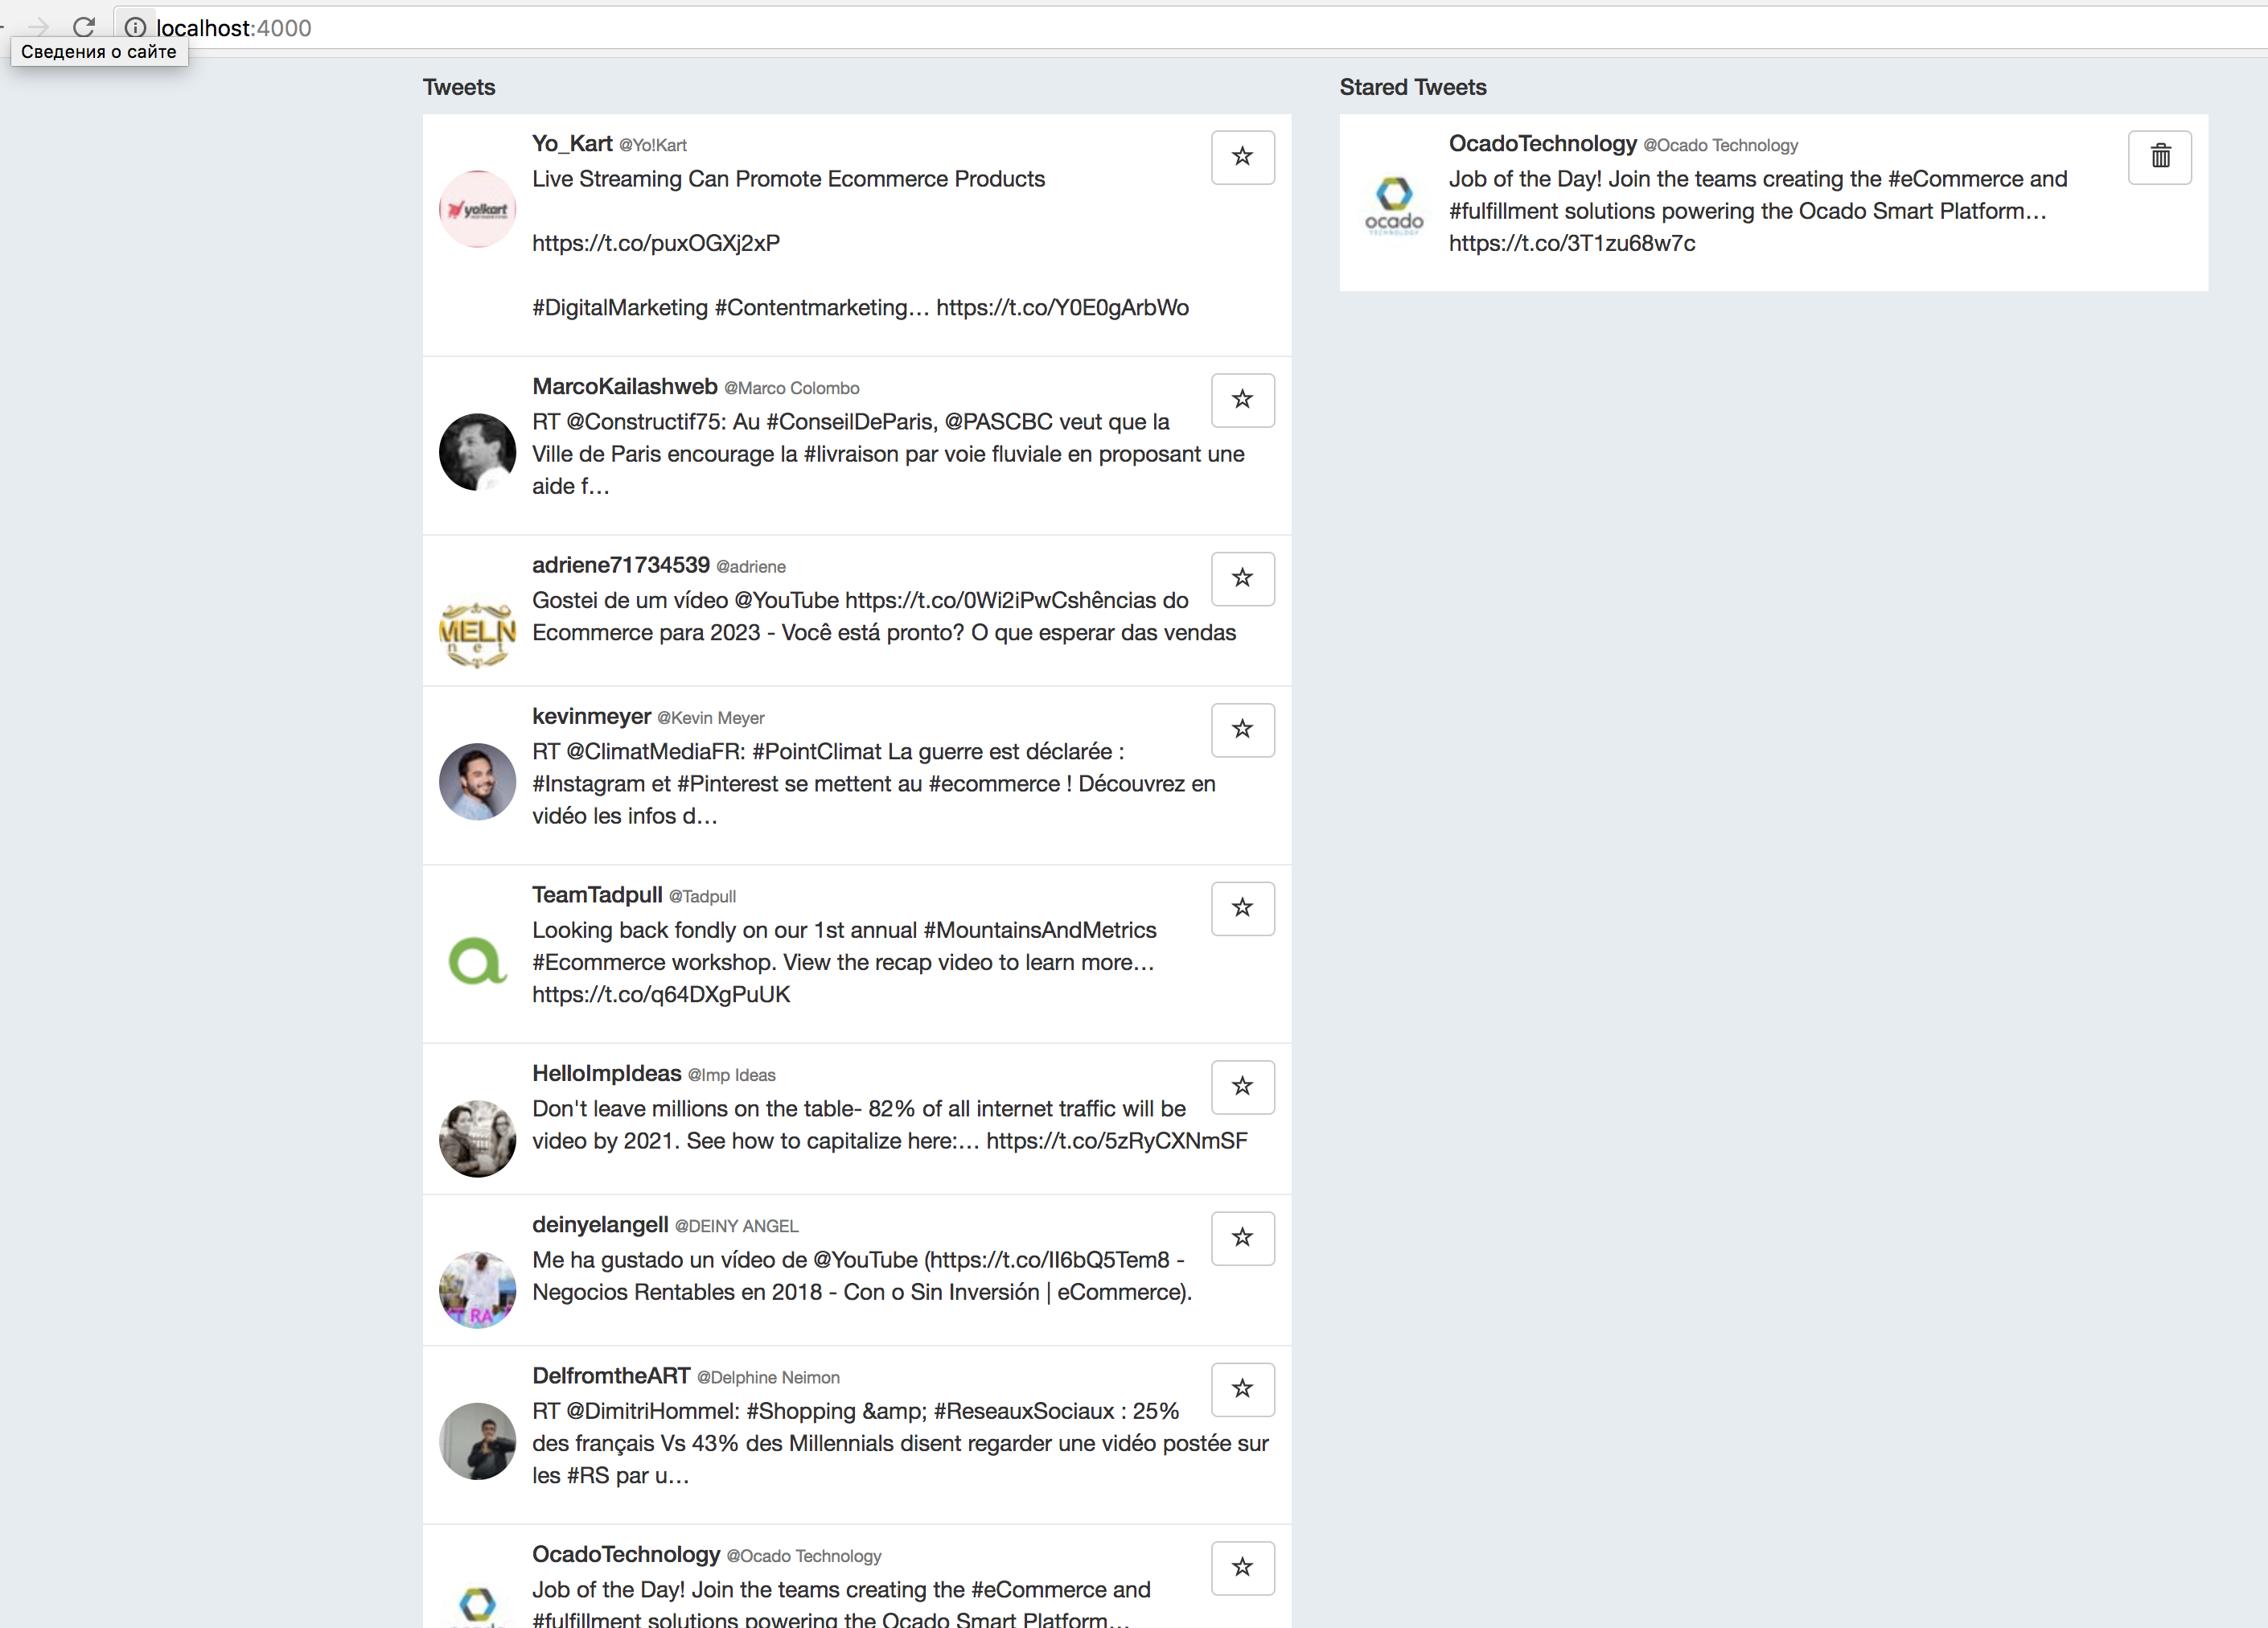 localhost:4000
Сведения о сайте
Tweets
Yo_Kart @Yo!Kart
Live Streaming Can Promote Ecommerce Products
https://t.co/puxOGXj2xP
#DigitalMarketing #Contentmarketing… https://t.co/Y0E0gArbWo
yo!kart
MarcoKailashweb @Marco Colombo
RT @Constructif75: Au #ConseilDeParis, @PASCBC veut que la
Ville de Paris encourage la #livraison par voie fluviale en proposant une
aide f…
adriene71734539 @adriene
Gostei de um vídeo @YouTube https://t.co/0Wi2iPwCshências do
Ecommerce para 2023 - Você está pronto? O que esperar das vendas
MELN
net
kevinmeyer @Kevin Meyer
RT @ClimatMediaFR: #PointClimat La guerre est déclarée :
#Instagram et #Pinterest se mettent au #ecommerce ! Découvrez en
vidéo les infos d…
TeamTadpull @Tadpull
Looking back fondly on our 1st annual #MountainsAndMetrics
#Ecommerce workshop. View the recap video to learn more…
https://t.co/q64DXgPuUK
HelloImpIdeas @Imp Ideas
Don't leave millions on the table- 82% of all internet traffic will be
video by 2021. See how to capitalize here:… https://t.co/5zRyCXNmSF
deinyelangell @DEINY ANGEL
Me ha gustado un vídeo de @YouTube (https://t.co/Il6bQ5Tem8 -
Negocios Rentables en 2018 - Con o Sin Inversión | eCommerce).
RA
DelfromtheART @Delphine Neimon
RT @DimitriHommel: #Shopping &amp;amp; #ReseauxSociaux : 25%
des français Vs 43% des Millennials disent regarder une vidéo postée sur
les #RS par u…
OcadoTechnology @Ocado Technology
Job of the Day! Join the teams creating the #eCommerce and
#fulfillment solutions powering the Ocado Smart Platform…
Stared Tweets
OcadoTechnology @Ocado Technology
Job of the Day! Join the teams creating the #eCommerce and
#fulfillment solutions powering the Ocado Smart Platform…
https://t.co/3T1zu68w7c
ocado
TECHNOLOGY